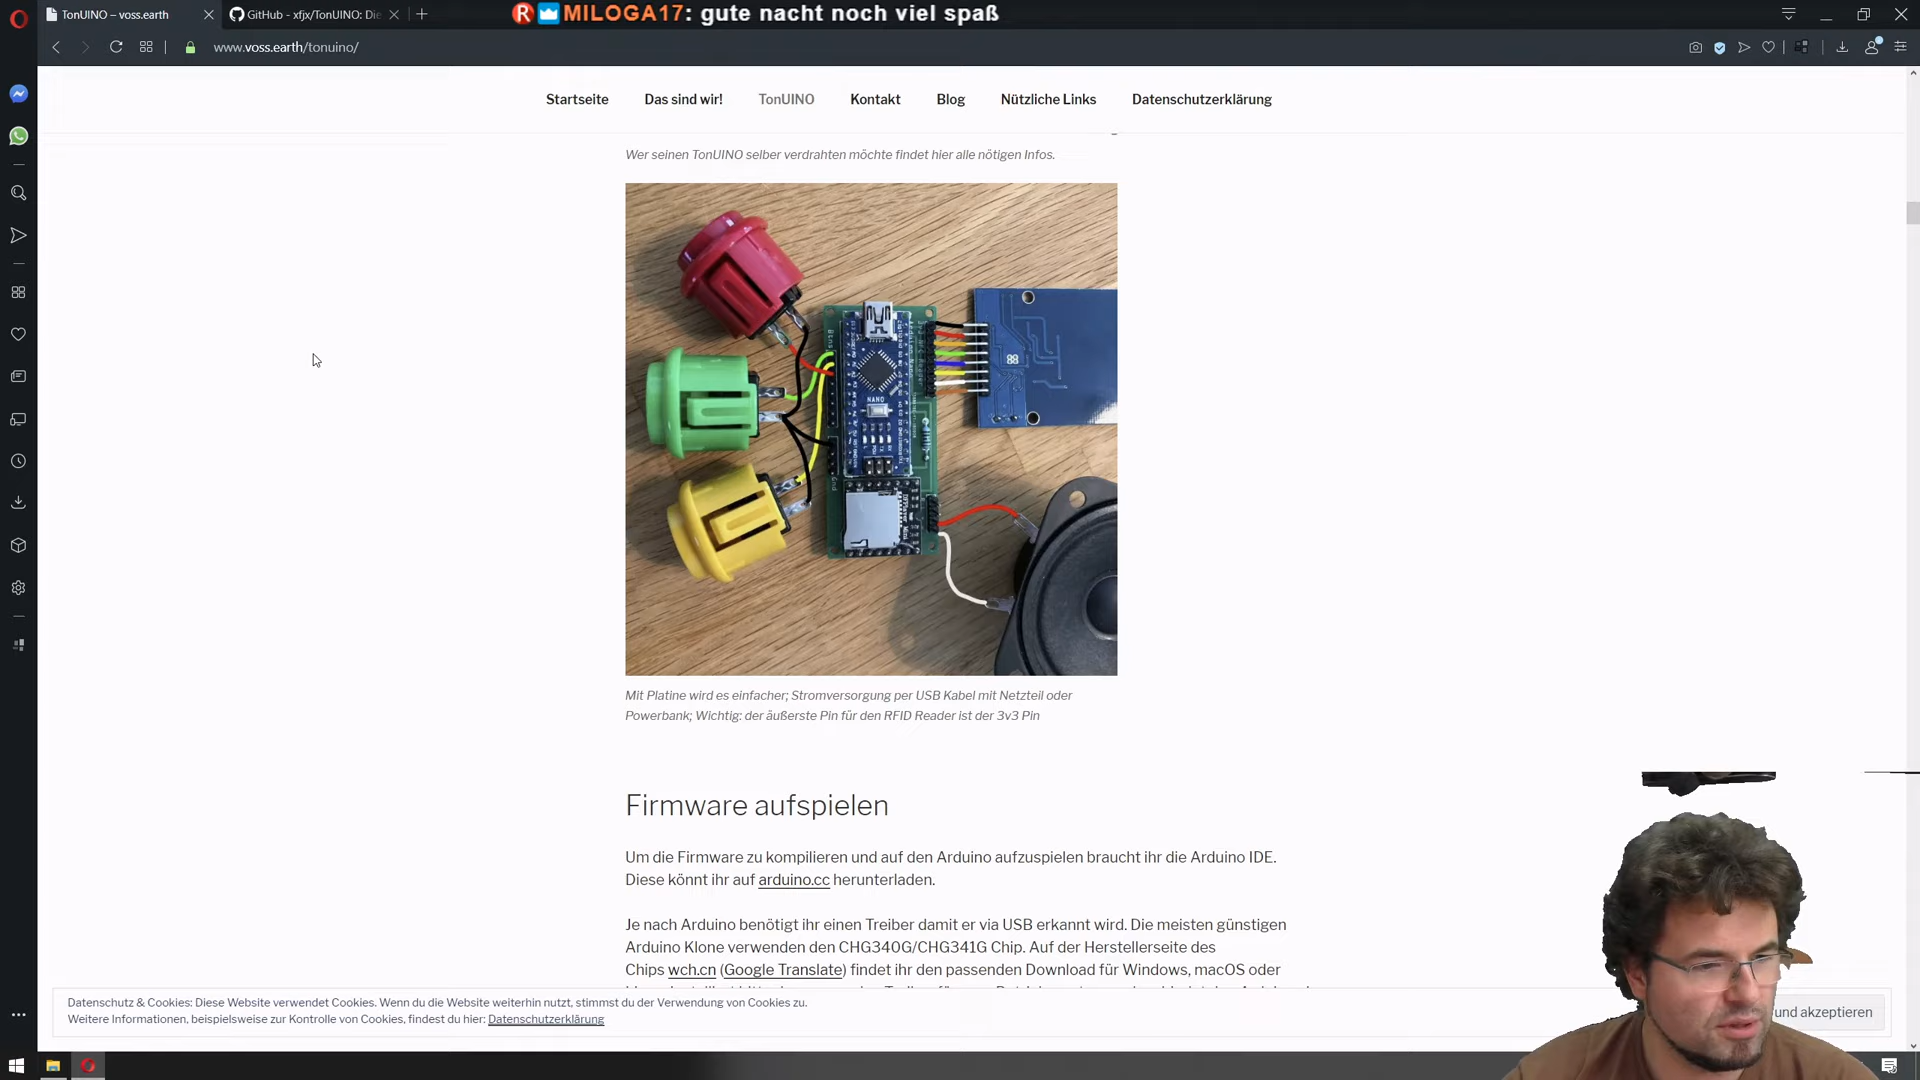 TonUINO – voss.earth
GitHub - xfjx/TonUINO: Die
MILOGA17: gute nacht noch viel spaß
www.voss.earth/tonuino/
Startseite Das sind wir! TonUINO Kontakt Blog Nützliche Links Datenschutzerklärung
Wer seinen TonUINO selber verdrahten möchte findet hier alle nötigen Infos.
NANO
Mit Platine wird es einfacher; Stromversorgung per USB Kabel mit Netzteil oder
Powerbank; Wichtig: der äußerste Pin für den RFID Reader ist der 3v3 Pin
Firmware aufspielen
Um die Firmware zu kompilieren und auf den Arduino aufzuspielen braucht ihr die Arduino IDE.
Diese könnt ihr auf arduino.cc herunterladen.
Je nach Arduino benötigt ihr einen Treiber damit er via USB erkannt wird. Die meisten günstigen
Arduino Klone verwenden den CHG340G/CHG341G Chip. Auf der Herstellerseite des
Chips wch.cn (Google Translate) findet ihr den passenden Download für Windows, macOS oder
Datenschutz & Cookies: Diese Website verwendet Cookies. Wenn du die Website weiterhin nutzt, stimmst du der Verwendung von Cookies zu.
Weitere Informationen, beispielsweise zur Kontrolle von Cookies, findest du hier: Datenschutzerklärung
und akzeptieren